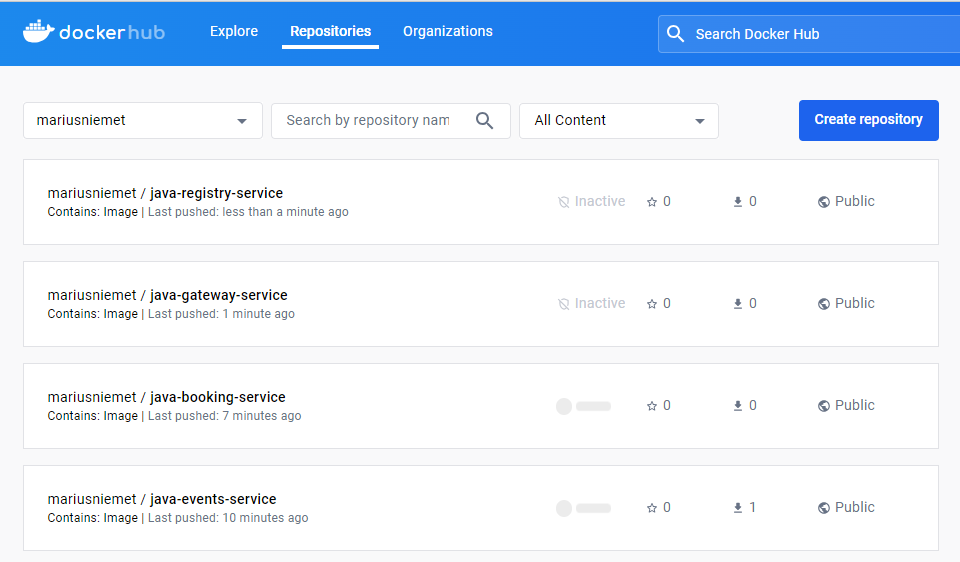 dockerhub Explore Repositories Organizations Search Docker Hub
mariusniemet Search by repository nam All Content Create repository
mariusniemet / java-registry-service
Contains: Image | Last pushed: less than a minute ago
Inactive 0 0 Public
mariusniemet / java-gateway-service
Contains: Image | Last pushed: 1 minute ago
Inactive 0 0 Public
mariusniemet / java-booking-service
Contains: Image | Last pushed: 7 minutes ago
0 0 Public
mariusniemet / java-events-service
Contains: Image | Last pushed: 10 minutes ago
0 1 Public